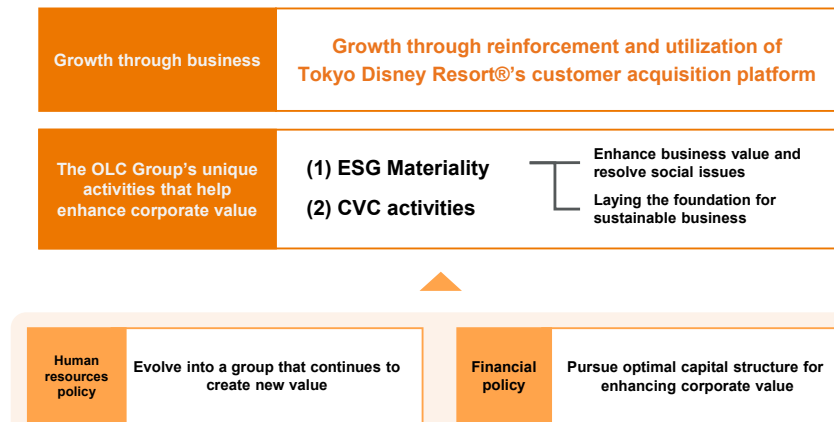 Growth through business
Growth through reinforcement and utilization of
Tokyo Disney Resort®'s customer acquisition platform
The OLC Group's unique
activities that help
enhance corporate value
(1) ESG Materiality
(2) CVC activities
Enhance business value and
resolve social issues
Laying the foundation for
sustainable business
Human
resources
policy
Evolve into a group that continues to
create new value
Financial
policy
Pursue optimal capital structure for
enhancing corporate value